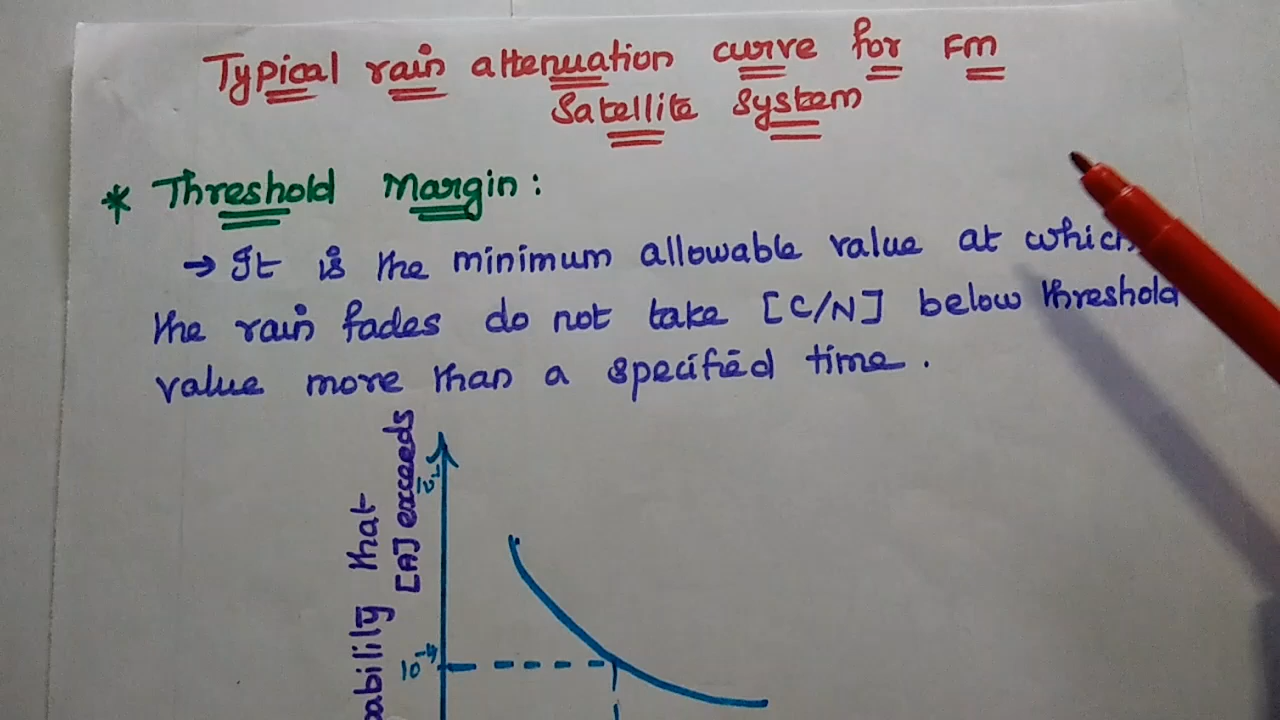 Typical rain attenuation curve for FM
Satellite System
* Threshold Margin:
→ It is the minimum allowable value at which
the rain fades do not take [C/N] below threshold
value more than a specified time.
[A] exceeds
that
10⁻⁴